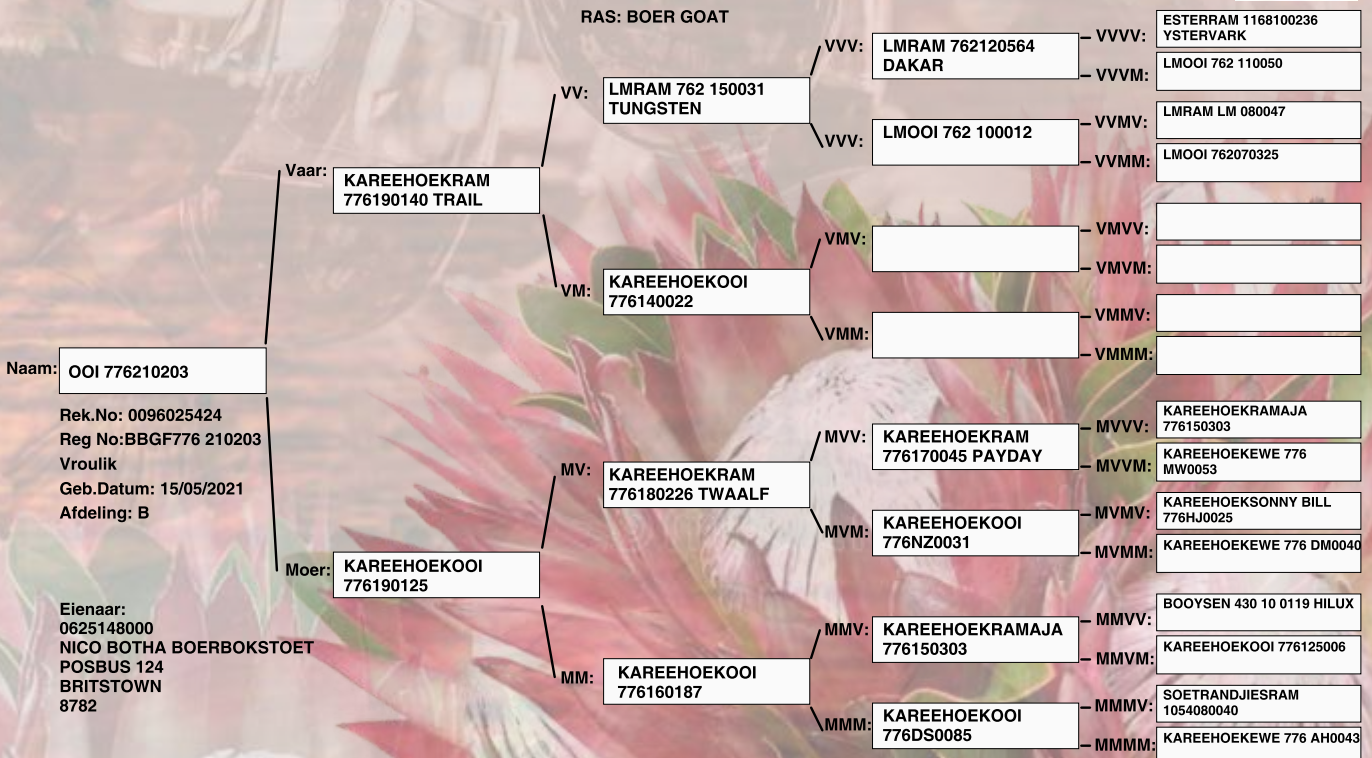 RAS: BOER GOAT
Naam: OOI 776210203
Rek.No: 0096025424
Reg No:BBGF776 210203
Vroulik
Geb.Datum: 15/05/2021
Afdeling: B
Eienaar:
0625148000
NICO BOTHA BOERBOKSTOET
POSBUS 124
BRITSTOWN
8782
Vaar: KAREEHOEKRAM
776190140 TRAIL
Moer: KAREEHOEKOOI
776190125
VV: LMRAM 762 150031
TUNGSTEN
VM: KAREEHOEKOOI
776140022
MV: KAREEHOEKRAM
776180226 TWAALF
MM: KAREEHOEKOOI
776160187
VVV: LMRAM 762120564
DAKAR
VVV: LMOOI 762 100012
VMV:
VMM:
MVV: KAREEHOEKRAM
776170045 PAYDAY
MVM: KAREEHOEKOOI
776NZ0031
MMV: KAREEHOEKRAMAJA
776150303
MMM: KAREEHOEKOOI
776DS0085
VVVV: ESTERRAM 1168100236
YSTERVARK
VVVM: LMOOI 762 110050
VVMV: LMRAM LM 080047
VVMM: LMOOI 762070325
VMVV:
VMVM:
VMMV:
VMMM:
MVVV: KAREEHOEKRAMAJA
776150303
MVVM: KAREEHOEKEWE 776
MW0053
MVMV: KAREEHOEKSONNY BILL
776HJ0025
MVMM: KAREEHOEKEWE 776 DM0040
MMVV: BOOYSEN 430 10 0119 HILUX
MMVM: KAREEHOEKOOI 776125006
MMMV: SOETRANDJIESRAM
1054080040
MMMM: KAREEHOEKEWE 776 AH0043